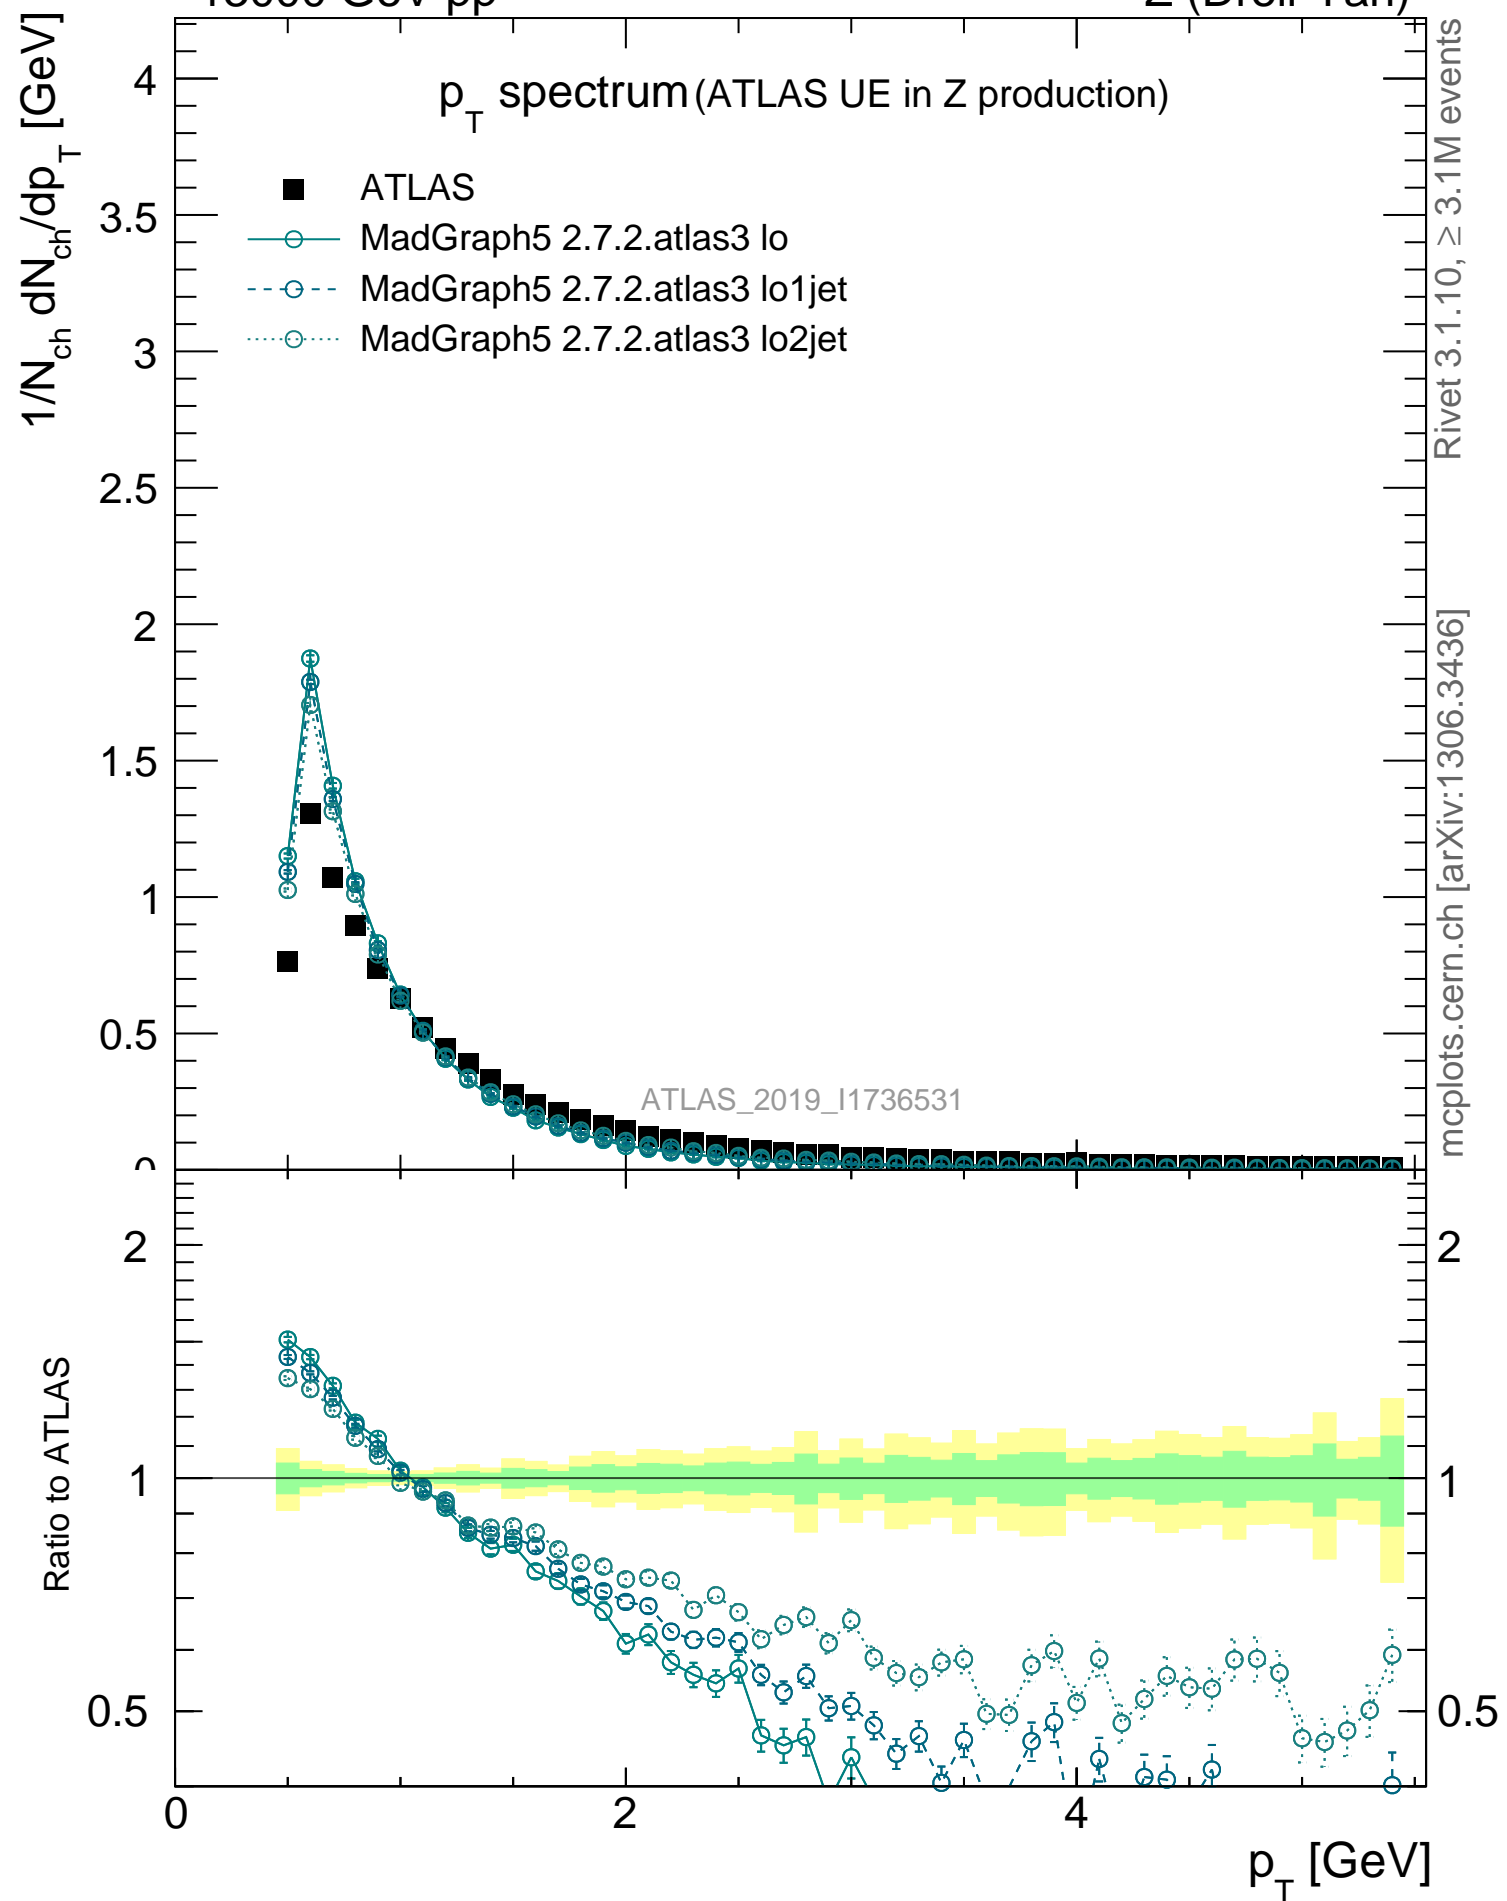 1/N_ch dN_ch/dp_T [GeV]
p_T spectrum (ATLAS UE in Z production)
ATLAS
MadGraph5 2.7.2.atlas3 lo
MadGraph5 2.7.2.atlas3 lo1jet
MadGraph5 2.7.2.atlas3 lo2jet
4
3.5
3
2.5
2
1.5
1
0.5
0
ATLAS_2019_I1736531
Rivet 3.1.10, ≥ 3.1M events
mcplots.cern.ch [arXiv:1306.3436]
Ratio to ATLAS
2
1
0.5
2
1
0.5
0
2
4
p_T [GeV]